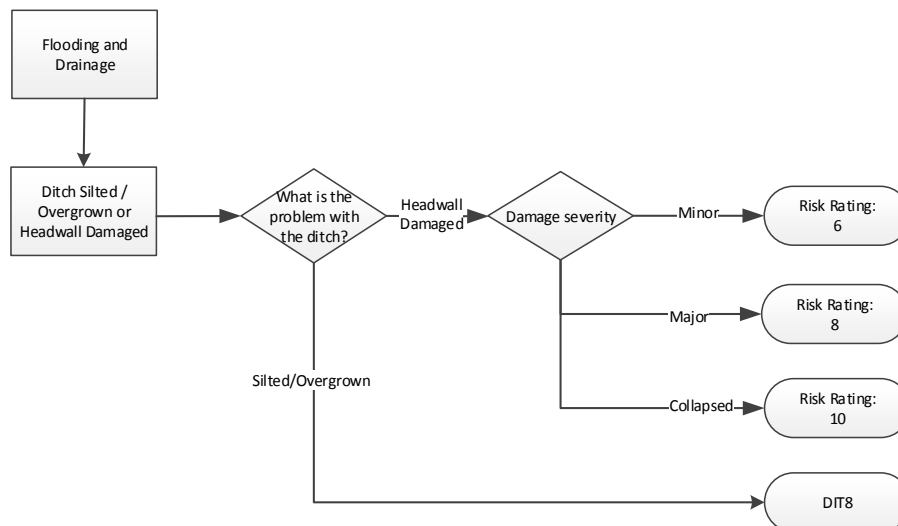 Flooding and
Drainage
Ditch Silted /
Overgrown or
Headwall Damaged
What is the
problem with
the ditch?
Headwall
Damaged
Damage severity
Minor
Risk Rating:
6
Major
Risk Rating:
8
Silted/Overgrown
Collapsed
Risk Rating:
10
DIT8